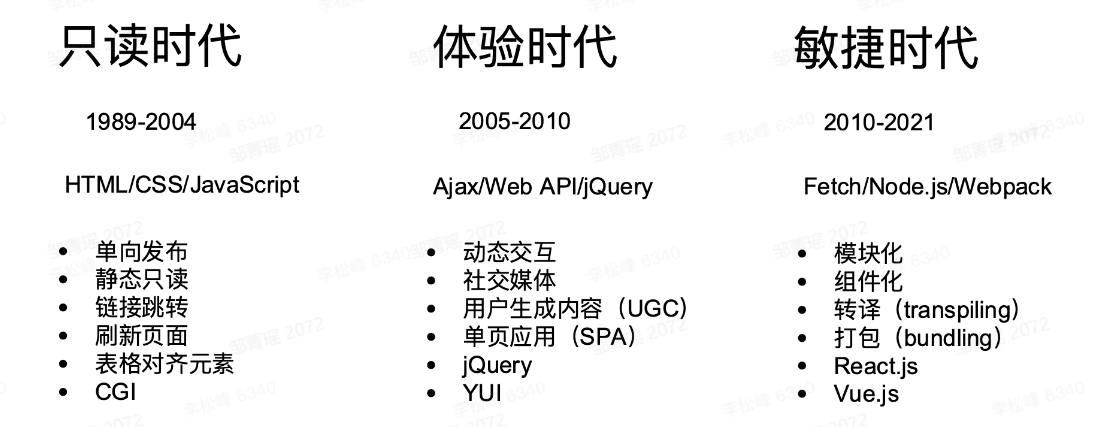 只读时代
1989-2004
HTML/CSS/JavaScript
• 单向发布
• 静态只读
• 链接跳转
• 刷新页面
• 表格对齐元素
• CGI
体验时代
2005-2010
Ajax/Web API/jQuery
• 动态交互
• 社交媒体
• 用户生成内容（UGC）
• 单页应用（SPA）
• jQuery
• YUI
敏捷时代
2010-2021
Fetch/Node.js/Webpack
• 模块化
• 组件化
• 转译（transpiling）
• 打包（bundling）
• React.js
• Vue.js
李松峰 6340
邹菁瑶 2072